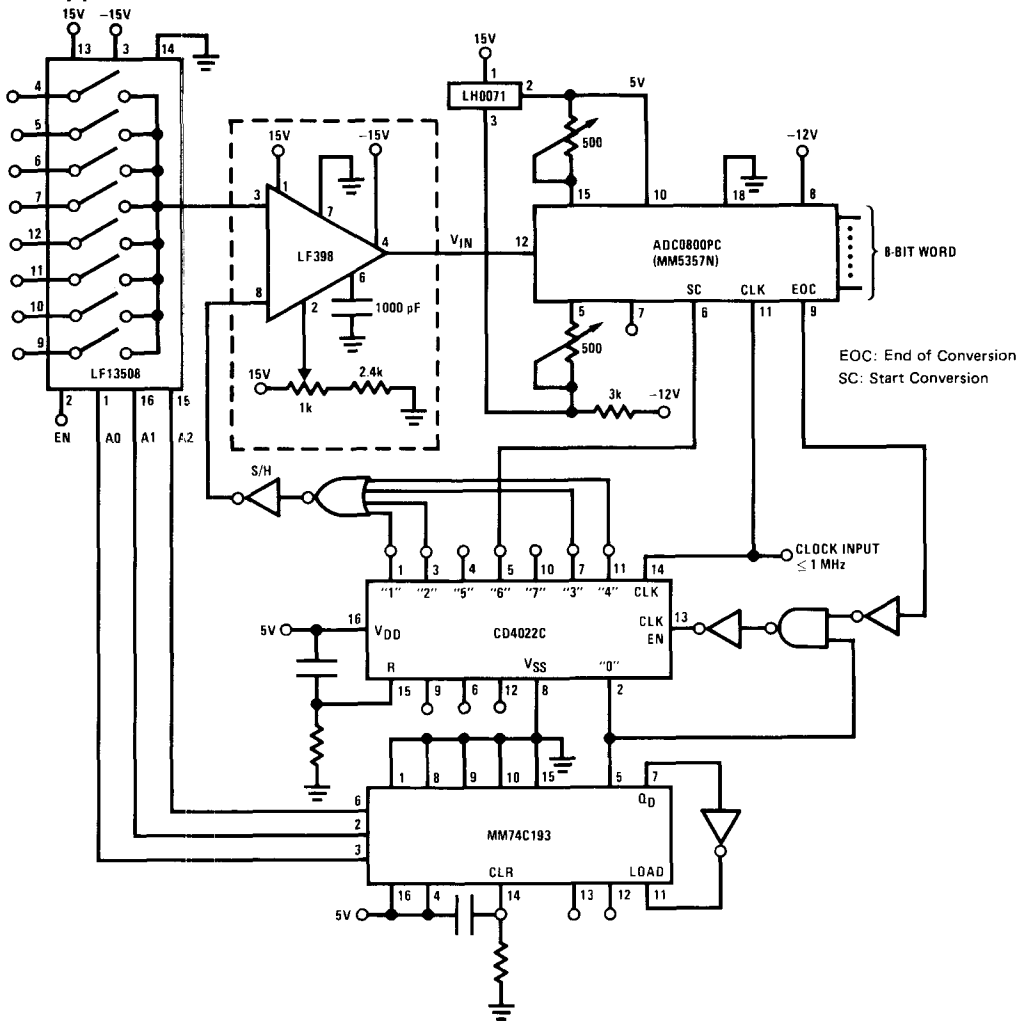 15V
-15V
13
3
14
4
5
6
7
12
11
10
9
LF13508
2
1
16
15
EN
A0
A1
A2
15V
-15V
1
3
7
LF398
4
8
6
2
1000 pF
15V
2.4k
1k
V_IN
15V
1
LH0071
2
3
5V
500
-12V
15
10
18
8
12
ADC0800PC
(MM5357N)
8-BIT WORD
SC
CLK
EOC
5
7
6
11
9
500
3k
-12V
EOC: End of Conversion
SC: Start Conversion
S/H
CLOCK INPUT
≤ 1 MHz
1
3
4
5
10
7
11
14
"1"
"2"
"5"
"6"
"7"
"3"
"4"
CLK
5V
16
V_DD
CD4022C
CLK
EN
13
R
V_SS
"0"
15
9
6
12
8
2
1
8
9
10
15
5
7
Q_D
6
2
3
MM74C193
CLR
LOAD
16
4
14
13
12
11
5V